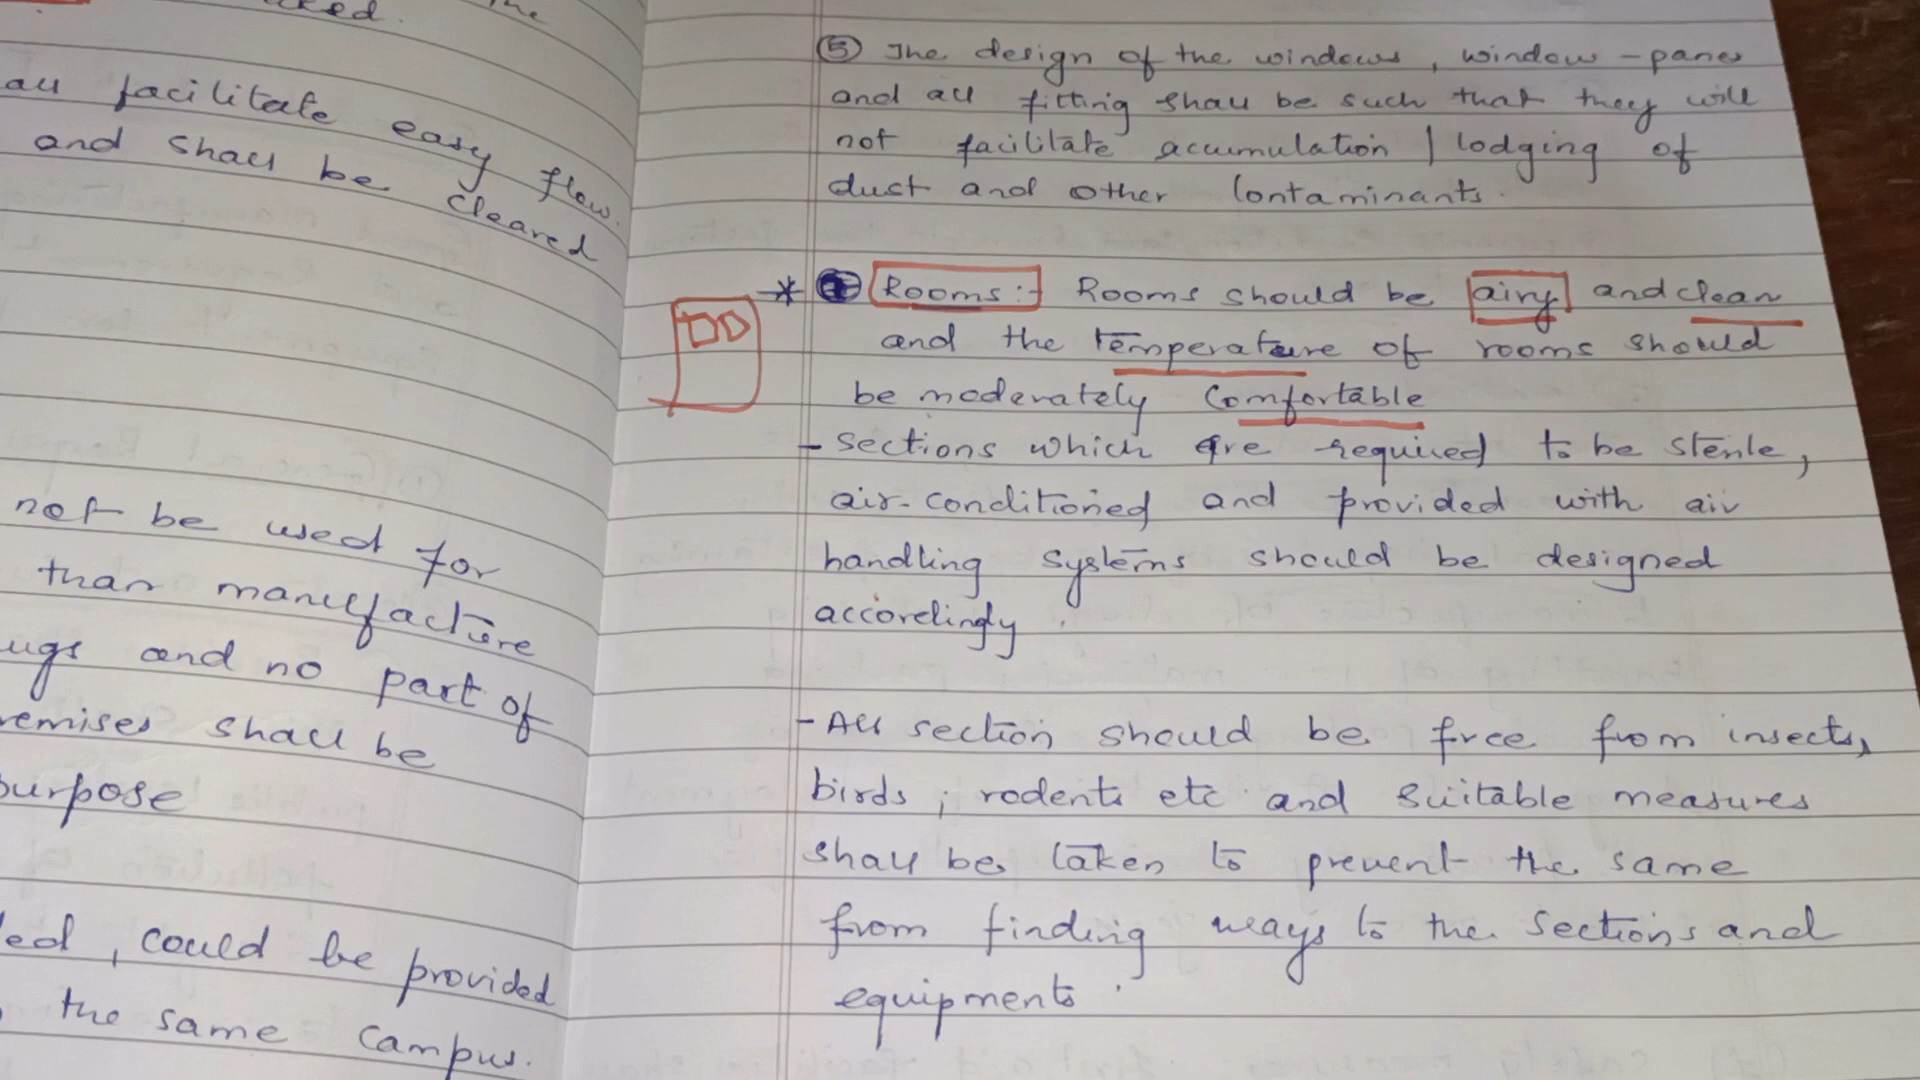 ked. the
all facilitate easy flow.
and shall be cleared
not be used for
than manufacture
ugs and no part of
remises shall be
purpose
ed, could be provided
the same campus.
⑤ The design of the windows, window-panes
and all fitting shall be such that they will
not facilitate accumulation / lodging of
dust and other Contaminants.
* Rooms:- Rooms should be airy and clean
and the temperature of rooms should
be moderately Comfortable
- Sections which are required to be sterile,
air-conditioned and provided with air
handling systems should be designed
accordingly.
- All section should be free from insects,
birds, rodents etc and suitable measures
shall be taken to prevent the same
from finding ways to the sections and
equipments.